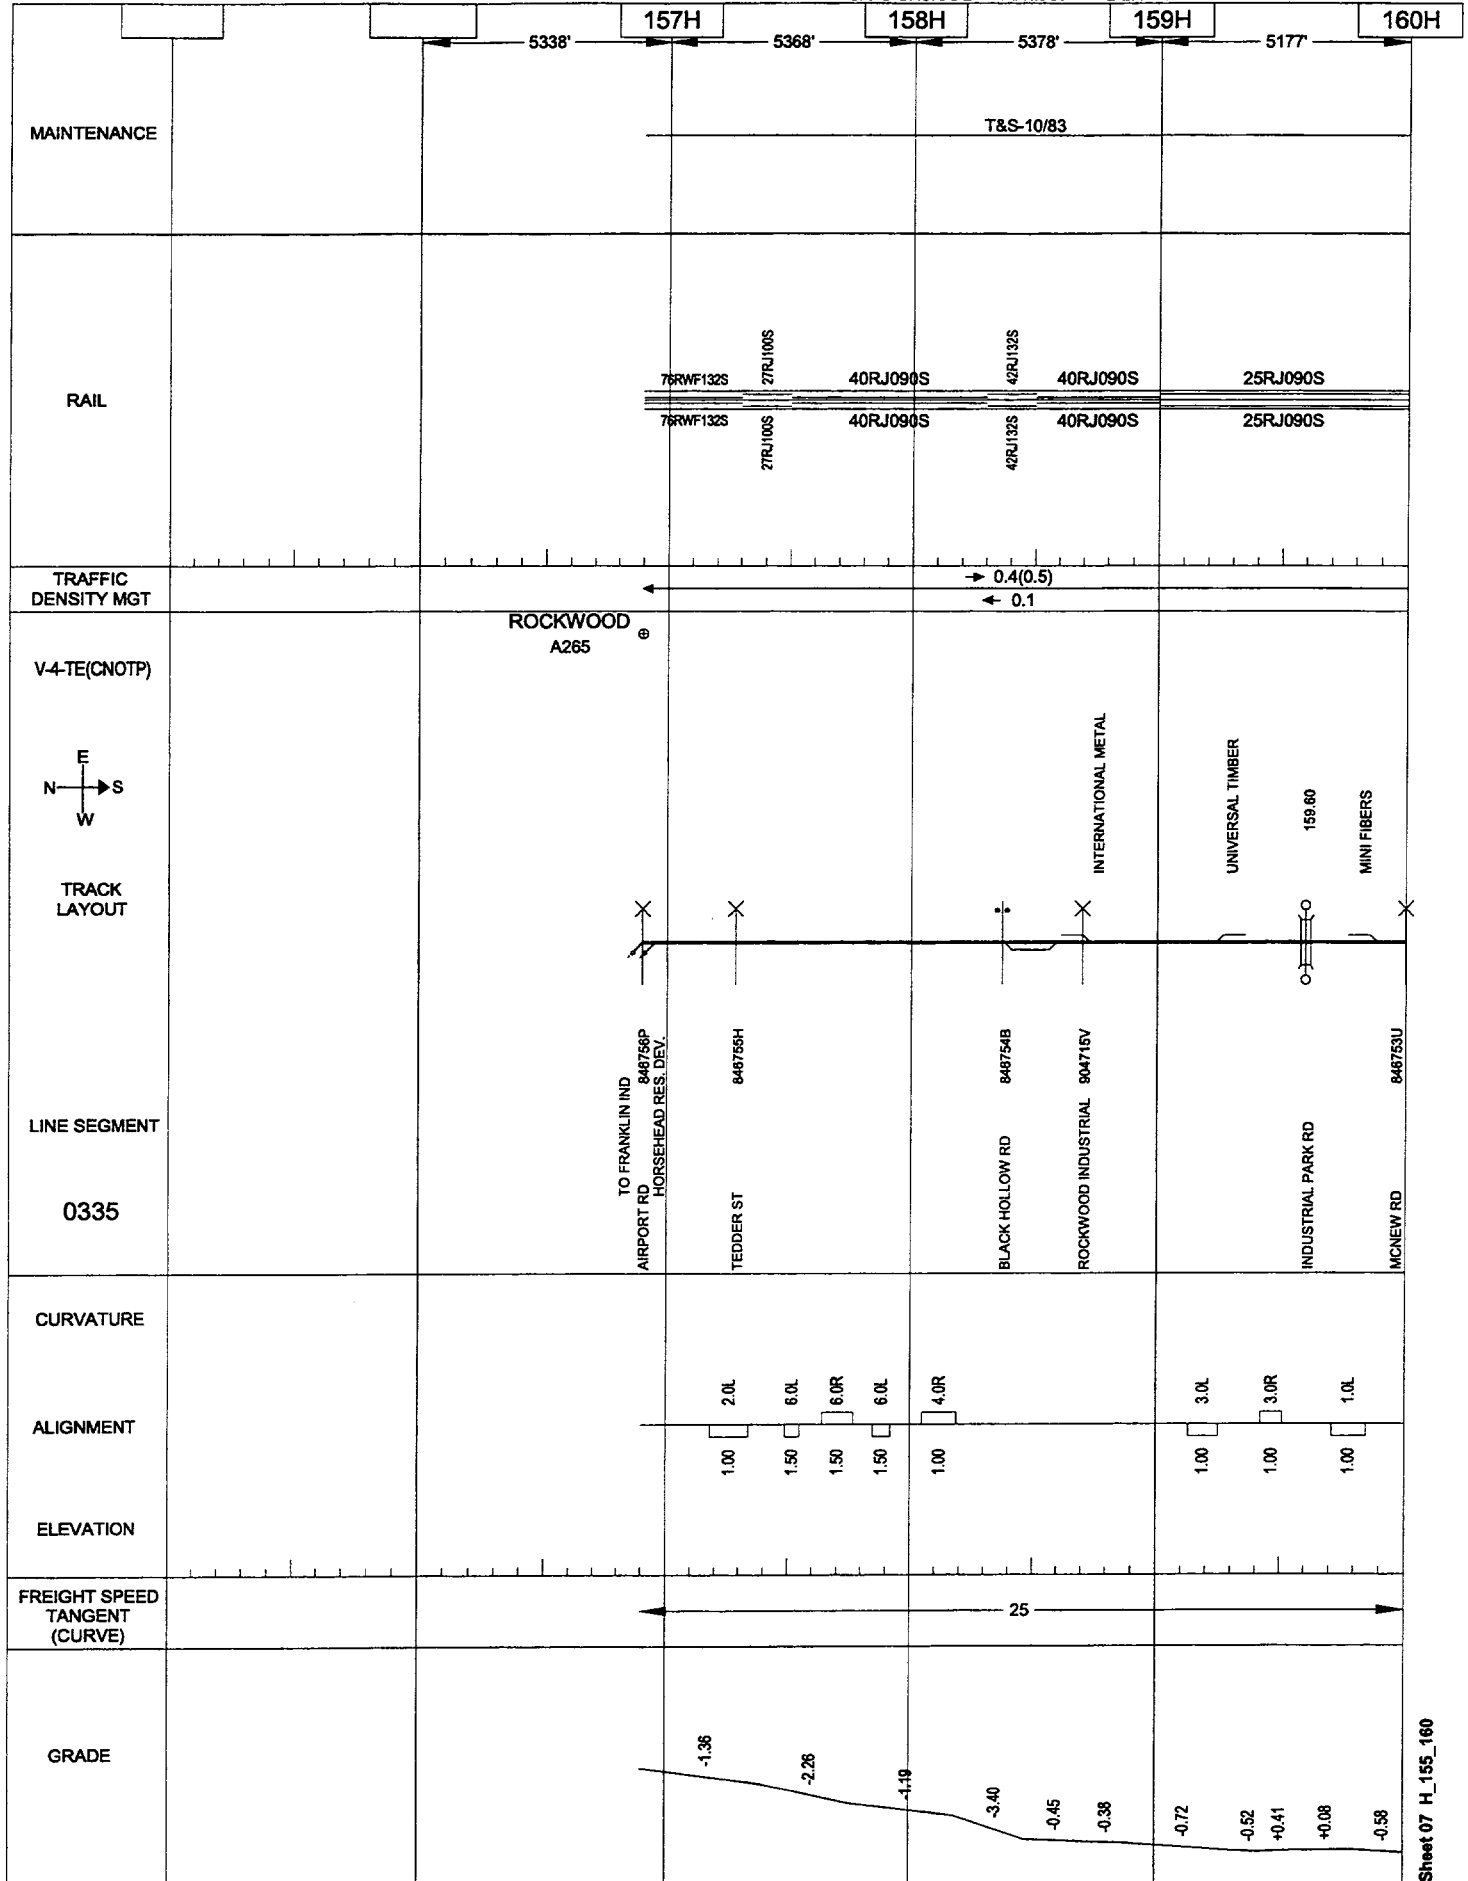 157H 158H 159H 160H
5338' 5368' 5378' 5177'
MAINTENANCE
T&S-10/83
RAIL
76RWF132S 27RJ100S 40RJ090S 42RJ132S 40RJ090S 25RJ090S
76RWF132S 27RJ100S 40RJ090S 42RJ132S 40RJ090S 25RJ090S
TRAFFIC
DENSITY MGT
0.4(0.5)
0.1
ROCKWOOD
A265
V-4-TE(CNOTP)
E
N S
W
TRACK
LAYOUT
INTERNATIONAL METAL
UNIVERSAL TIMBER
159.60
MINI FIBERS
LINE SEGMENT
0335
TO FRANKLIN IND
AIRPORT RD 846756P
HORSEHEAD RES. DEV.
TEDDER ST 846755H
BLACK HOLLOW RD 846754B
ROCKWOOD INDUSTRIAL 904715V
INDUSTRIAL PARK RD
MCNEW RD 846753U
CURVATURE
2.0L 6.0L 6.0R 6.0L 4.0R 3.0L 3.0R 1.0L
ALIGNMENT
1.00 1.50 1.50 1.50 1.00 1.00 1.00 1.00
ELEVATION
FREIGHT SPEED
TANGENT
(CURVE)
25
GRADE
-1.36 -2.26 -1.19 -3.40 -0.45 -0.38 -0.72 -0.52 +0.41 +0.08 -0.58
Sheet 07 H_155_160